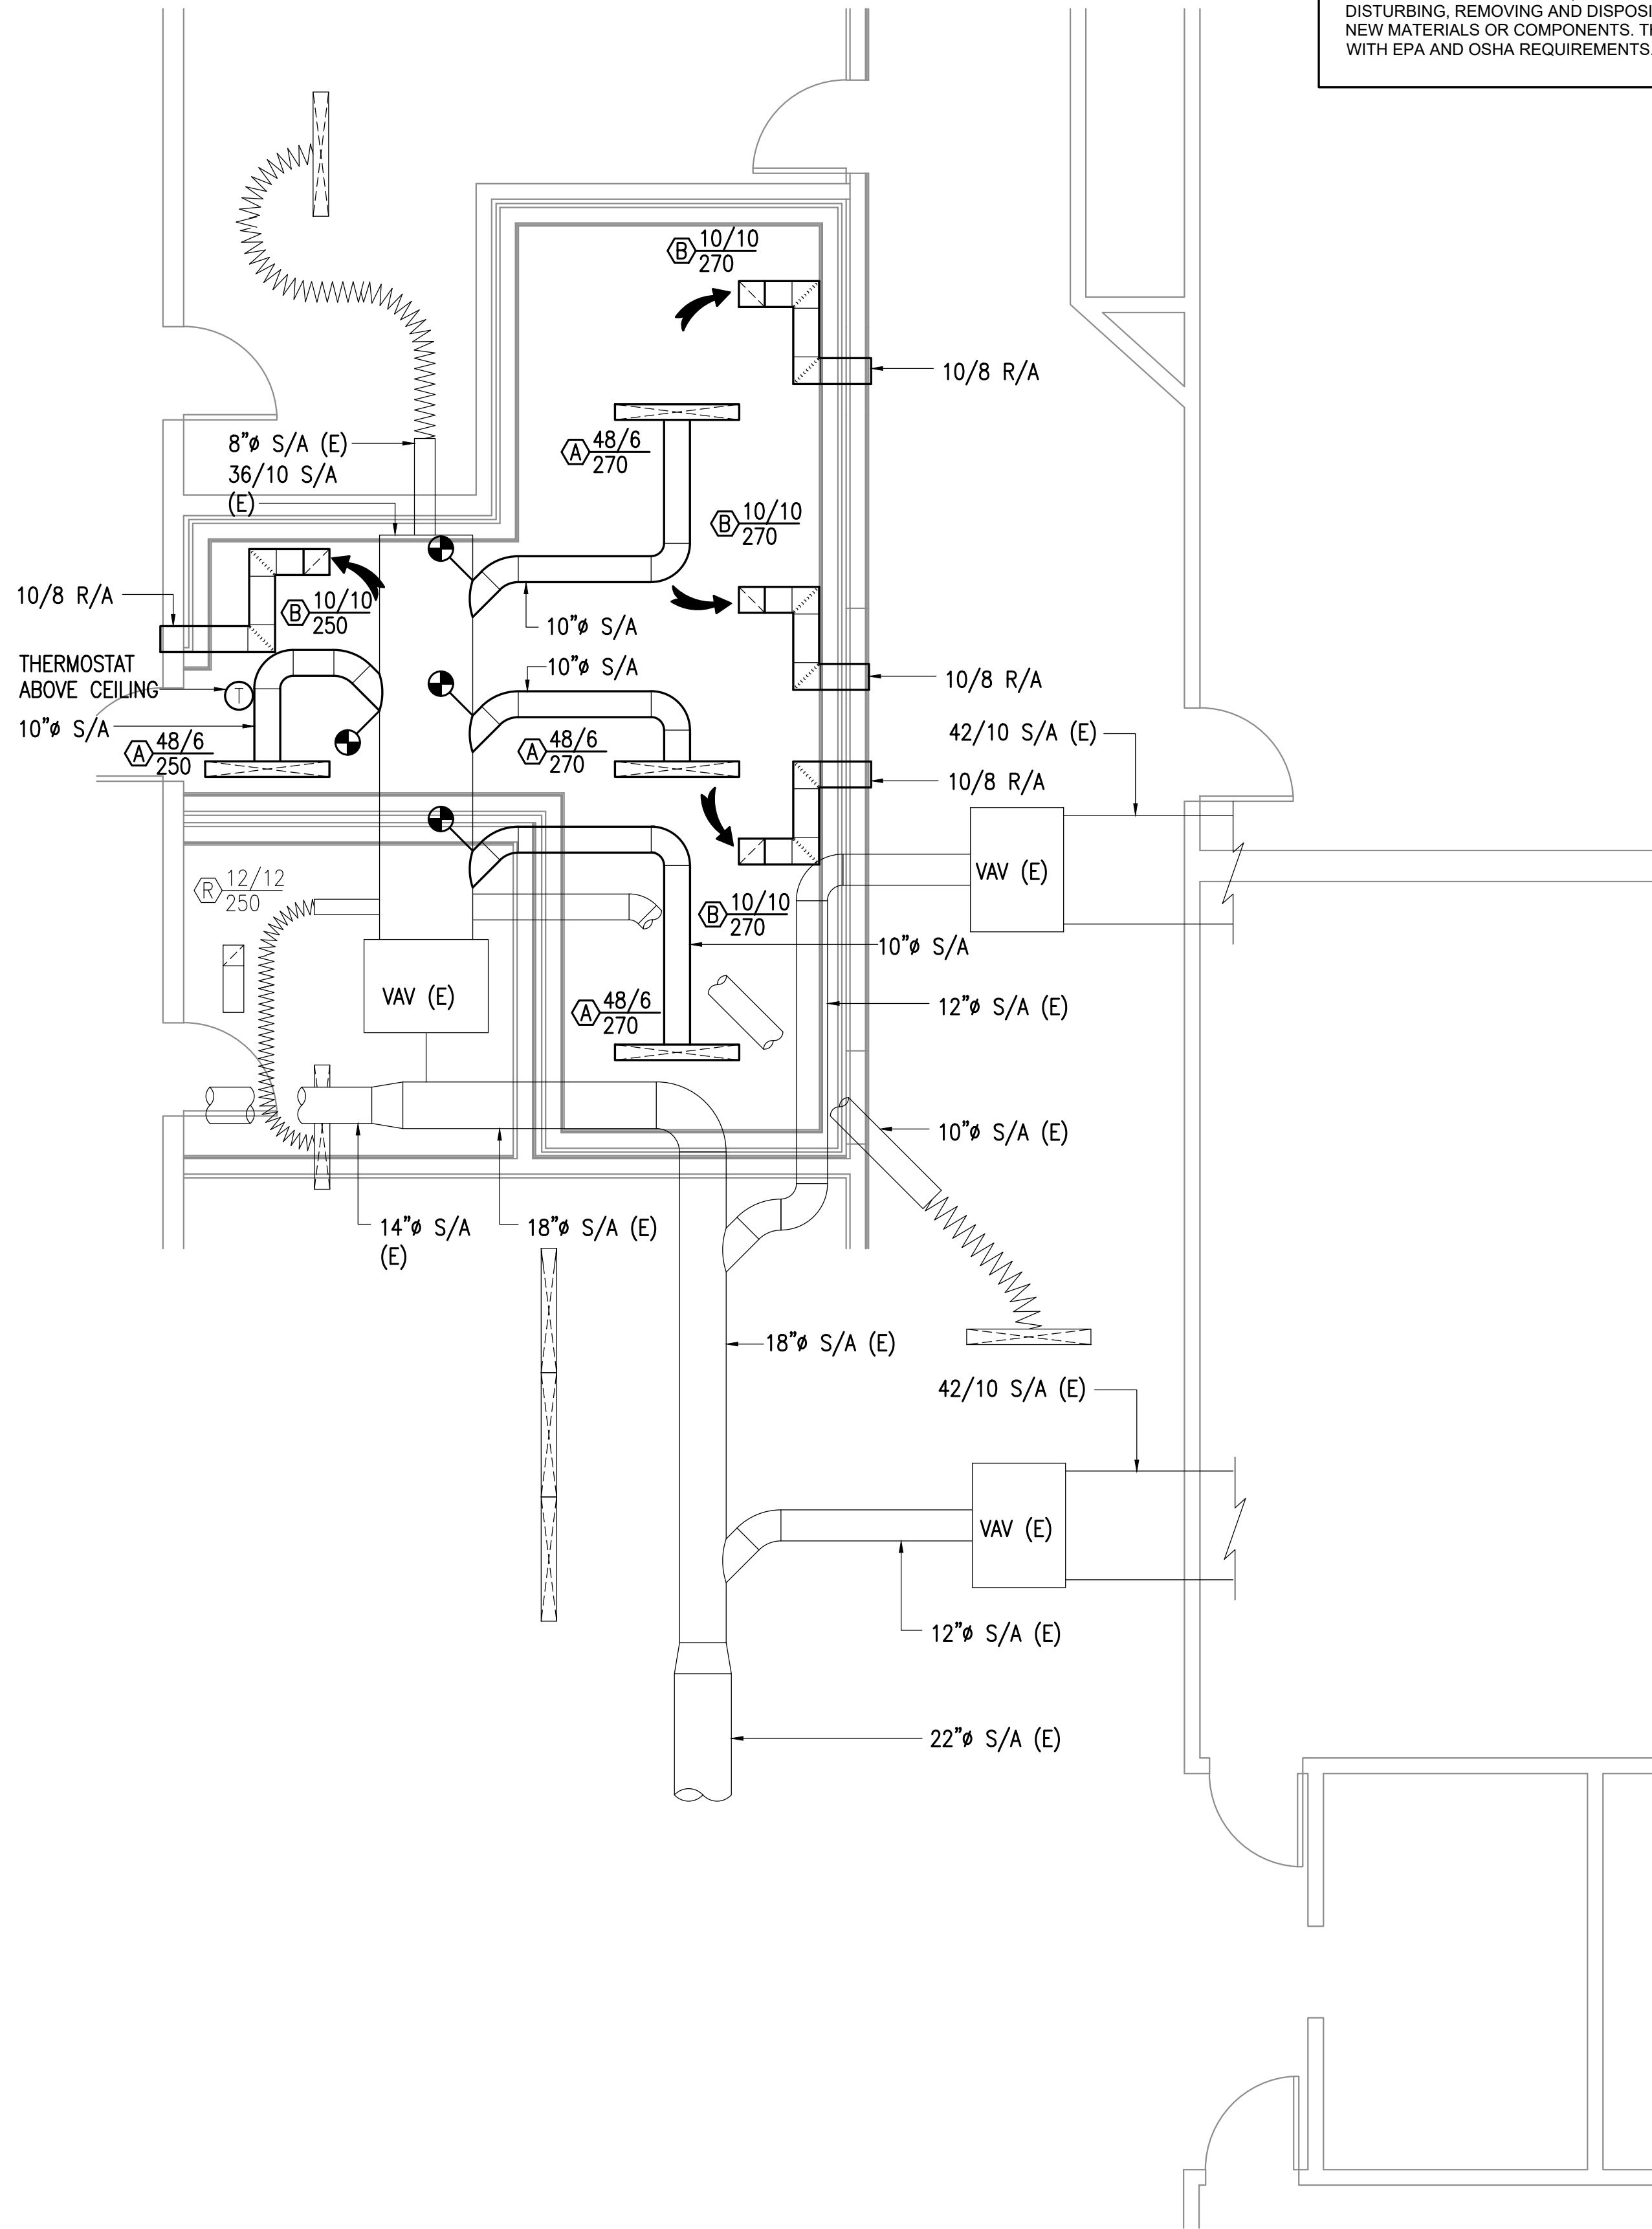 DISTURBING, REMOVING AND DISPOSI
NEW MATERIALS OR COMPONENTS. TH
WITH EPA AND OSHA REQUIREMENTS.
B 10/10
270
10/8 R/A
8"ø S/A (E)
36/10 S/A
(E)
A 48/6
270
B 10/10
270
10/8 R/A
B 10/10
250
10"ø S/A
THERMOSTAT
ABOVE CEILING
T
10"ø S/A
10/8 R/A
10"ø S/A
A 48/6
250
A 48/6
270
42/10 S/A (E)
10/8 R/A
VAV (E)
R 12/12
250
B 10/10
270
10"ø S/A
VAV (E)
A 48/6
270
12"ø S/A (E)
10"ø S/A (E)
14"ø S/A
(E)
18"ø S/A (E)
18"ø S/A (E)
42/10 S/A (E)
VAV (E)
12"ø S/A (E)
22"ø S/A (E)